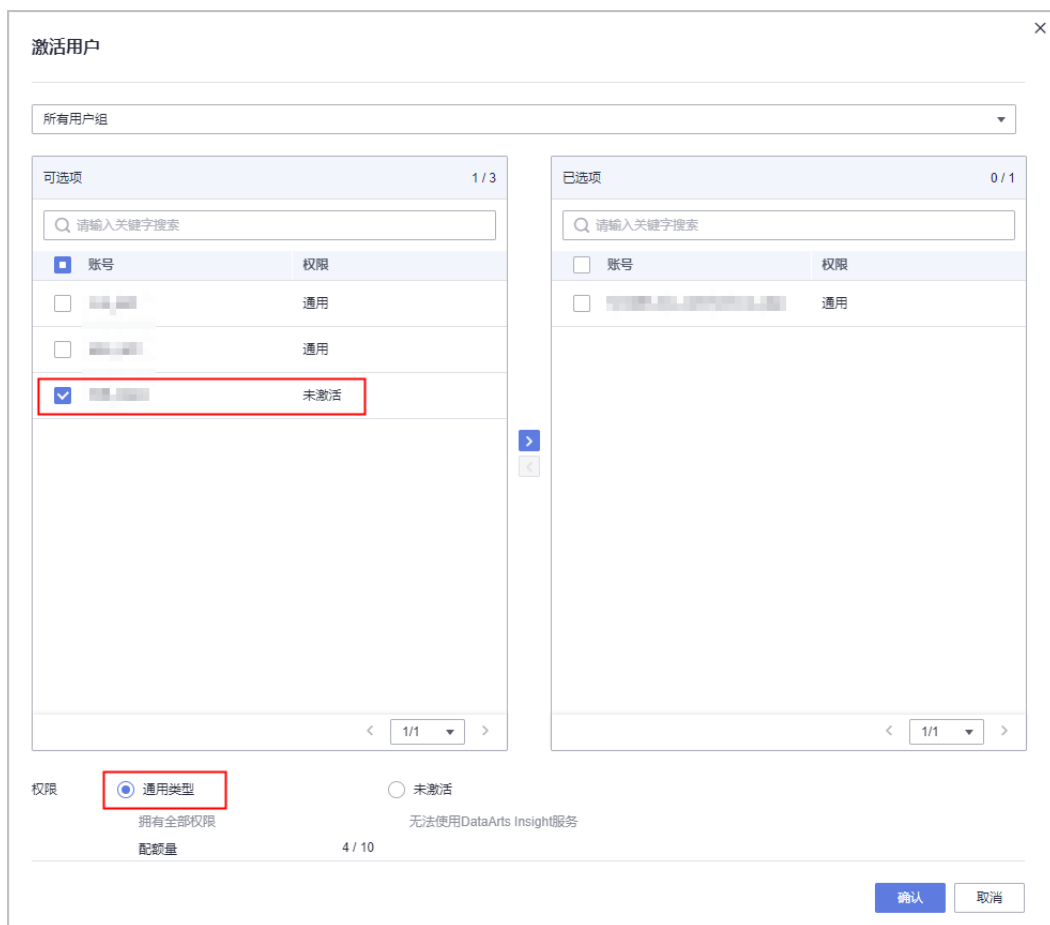 激活用户
所有用户组
可选项 1 / 3
请输入关键字搜索
账号 权限
通用
通用
未激活
已选项 0 / 1
请输入关键字搜索
账号 权限
通用
1/1
1/1
权限 通用类型 未激活
拥有全部权限 无法使用DataArts Insight服务
配额量 4 / 10
确认 取消